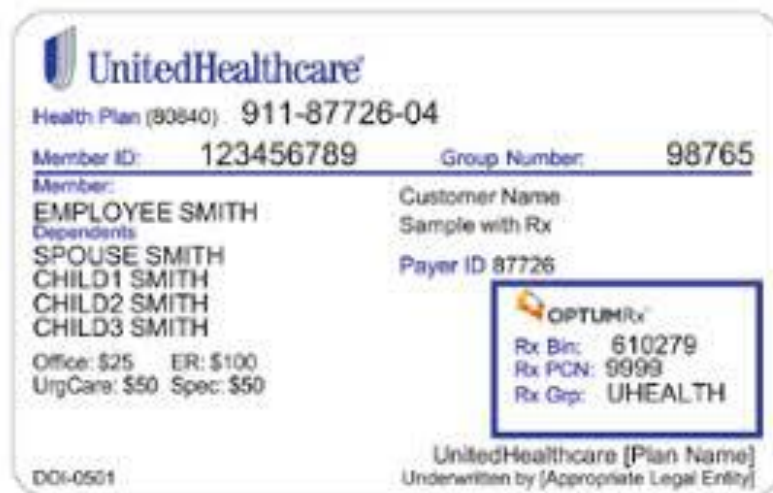 UnitedHealthcare®
Health Plan (80840) 911-87726-04
Member ID: 123456789 Group Number: 98765
Member:
EMPLOYEE SMITH
Dependents
SPOUSE SMITH
CHILD1 SMITH
CHILD2 SMITH
CHILD3 SMITH
Office: $25 ER: $100
UrgCare: $50 Spec: $50
Customer Name
Sample with Rx
Payer ID 87726
OPTUMRx
Rx Bin: 610279
Rx PCN: 9999
Rx Grp: UHEALTH
DOI-0501
UnitedHealthcare [Plan Name]
Underwritten by [Appropriate Legal Entity]